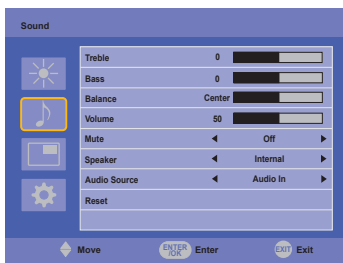 Sound
Treble 0
Bass 0
Balance Center
Volume 50
Mute Off
Speaker Internal
Audio Source Audio In
Reset
Move ENTER /OK Enter EXIT Exit